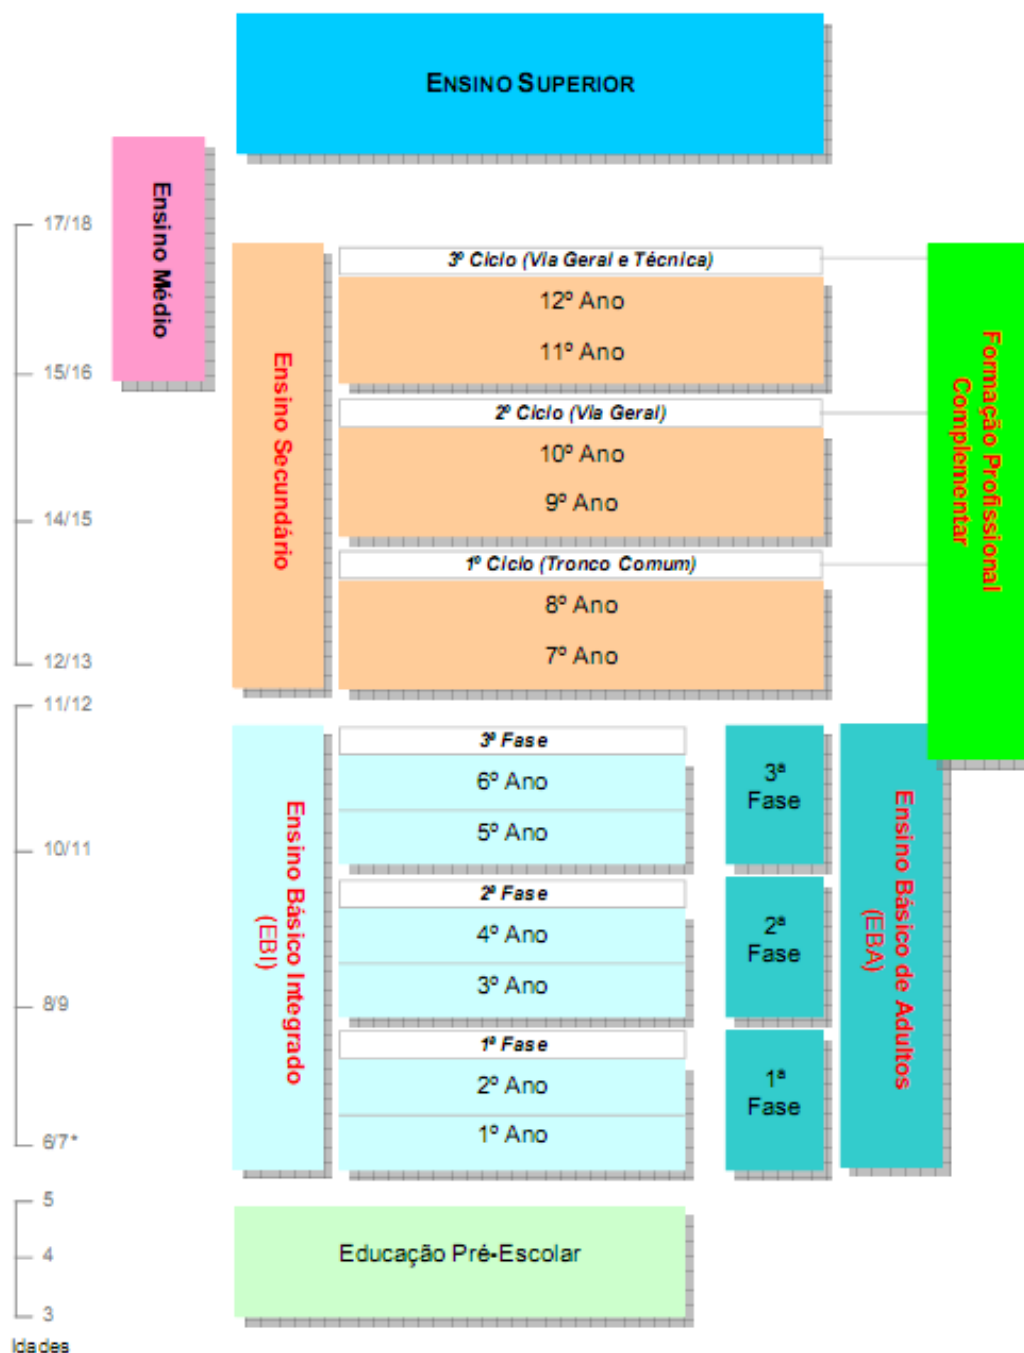 ENSINO SUPERIOR
Ensino Médio
17/18
15/16
14/15
12/13
11/12
10/11
8/9
6/7*
5
4
3
Idades
Ensino Secundário
3º Ciclo (Via Geral e Técnica)
12º Ano
11º Ano
2º Ciclo (Via Geral)
10º Ano
9º Ano
1º Ciclo (Tronco Comum)
8º Ano
7º Ano
Formação Profissional
Complementar
Ensino Básico Integrado
(EBI)
3ª Fase
6º Ano
5º Ano
2ª Fase
4º Ano
3º Ano
1ª Fase
2º Ano
1º Ano
3ª
Fase
2ª
Fase
1ª
Fase
Ensino Básico de Adultos
(EBA)
Educação Pré-Escolar